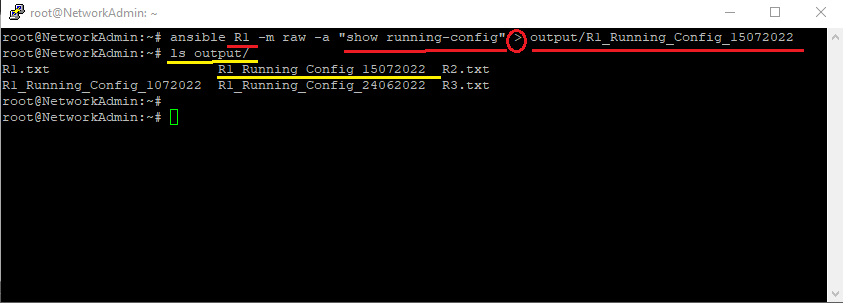 root@NetworkAdmin: ~
root@NetworkAdmin:~# ansible R1 -m raw -a "show running-config" > output/R1_Running_Config_15072022
root@NetworkAdmin:~# ls output/
R1.txt                   R1_Running_Config_15072022  R2.txt
R1_Running_Config_1072022  R1_Running_Config_24062022  R3.txt
root@NetworkAdmin:~#
root@NetworkAdmin:~#